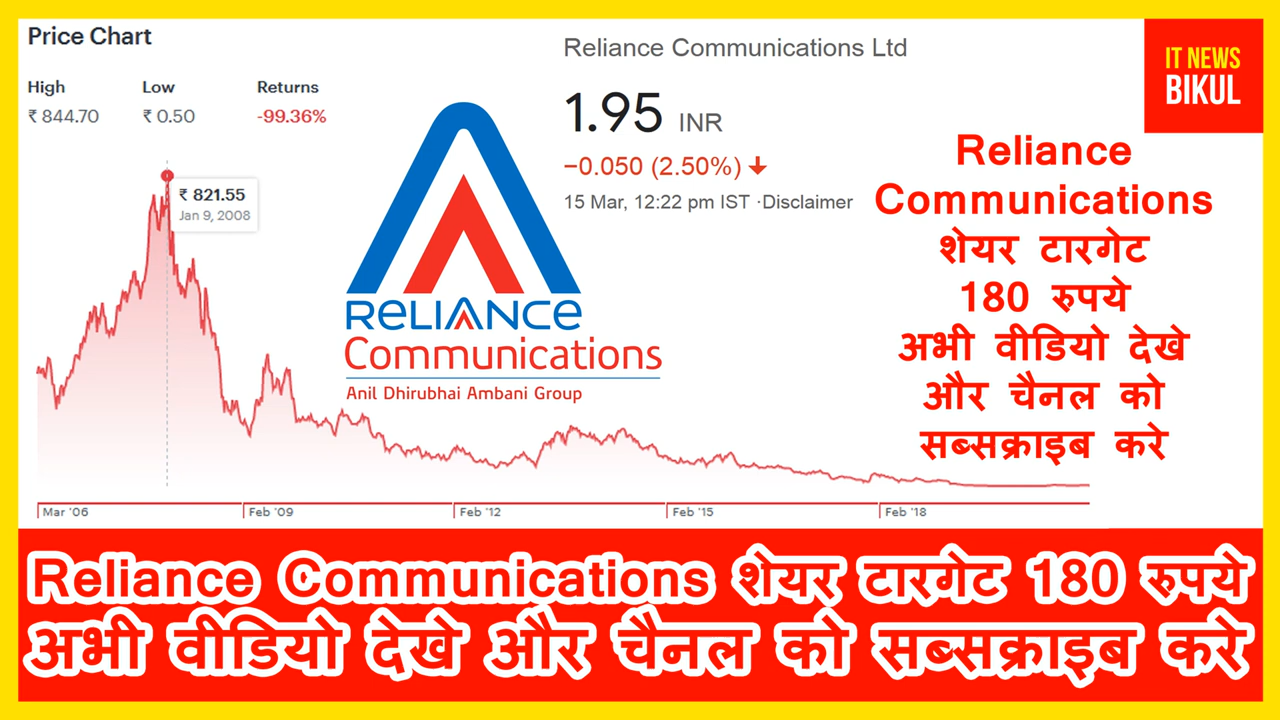 Price Chart
High Low Returns
₹ 844.70 ₹ 0.50 -99.36%
₹ 821.55
Jan 9, 2008
Mar '06 Feb '09 Feb '12 Feb '15 Feb '18
RELIANCE
Communications
Anil Dhirubhai Ambani Group
Reliance Communications Ltd
1.95 INR
−0.050 (2.50%) ↓
15 Mar, 12:22 pm IST ·Disclaimer
IT NEWS
BIKUL
Reliance
Communications
शेयर टारगेट
180 रुपये
अभी वीडियो देखे
और चैनल को
सब्सक्राइब करे
Reliance Communications शेयर टारगेट 180 रुपये
अभी वीडियो देखे और चैनल को सब्सक्राइब करे